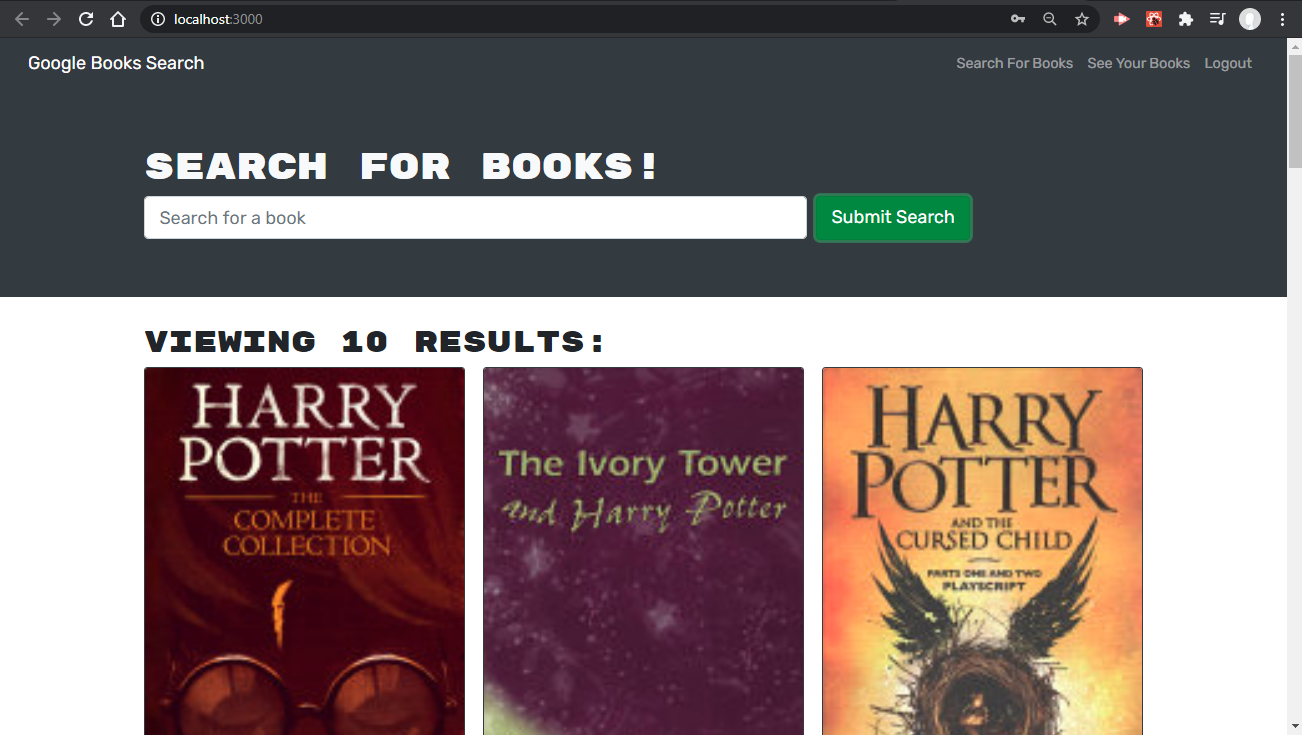 localhost:3000
Google Books Search
Search For Books
See Your Books
Logout
SEARCH FOR BOOKS!
Search for a book
Submit Search
VIEWING 10 RESULTS:
HARRY
POTTER
THE
COMPLETE
COLLECTION
The Ivory Tower
and Harry Potter
HARRY
POTTER
AND THE
CURSED CHILD
PARTS ONE AND TWO
PLAYSCRIPT